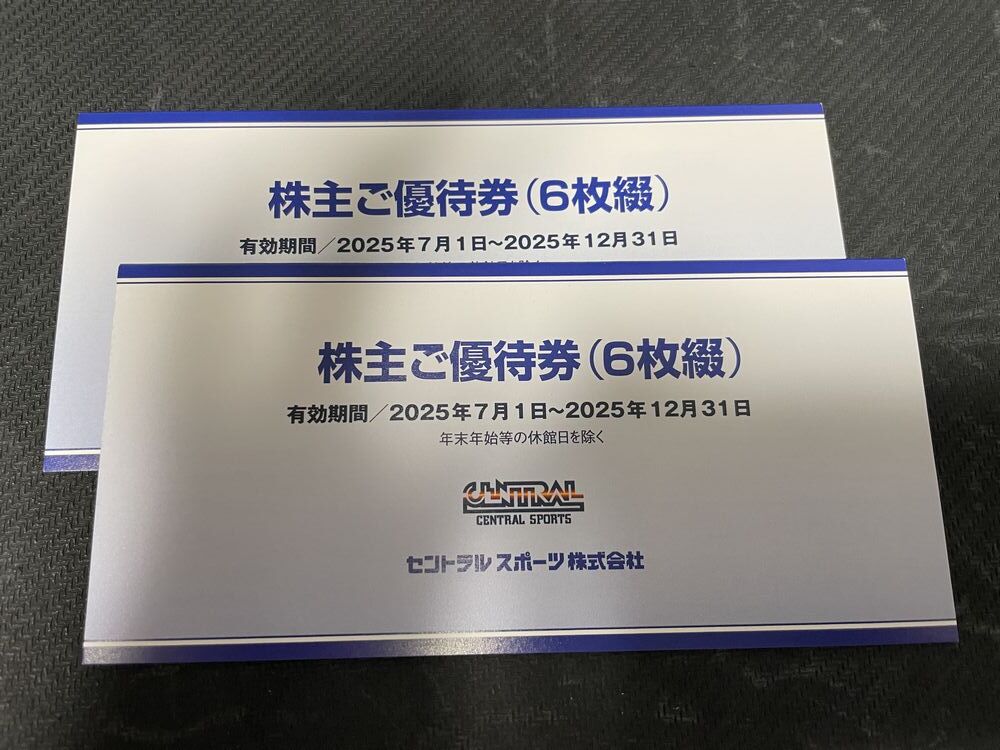 株主ご優待券(6枚綴)
有効期間/2025年7月1日~2025年12月31日
株主ご優待券(6枚綴)
有効期間/2025年7月1日~2025年12月31日
年末年始等の休館日を除く
CENTRAL
CENTRAL SPORTS
セントラルスポーツ株式会社